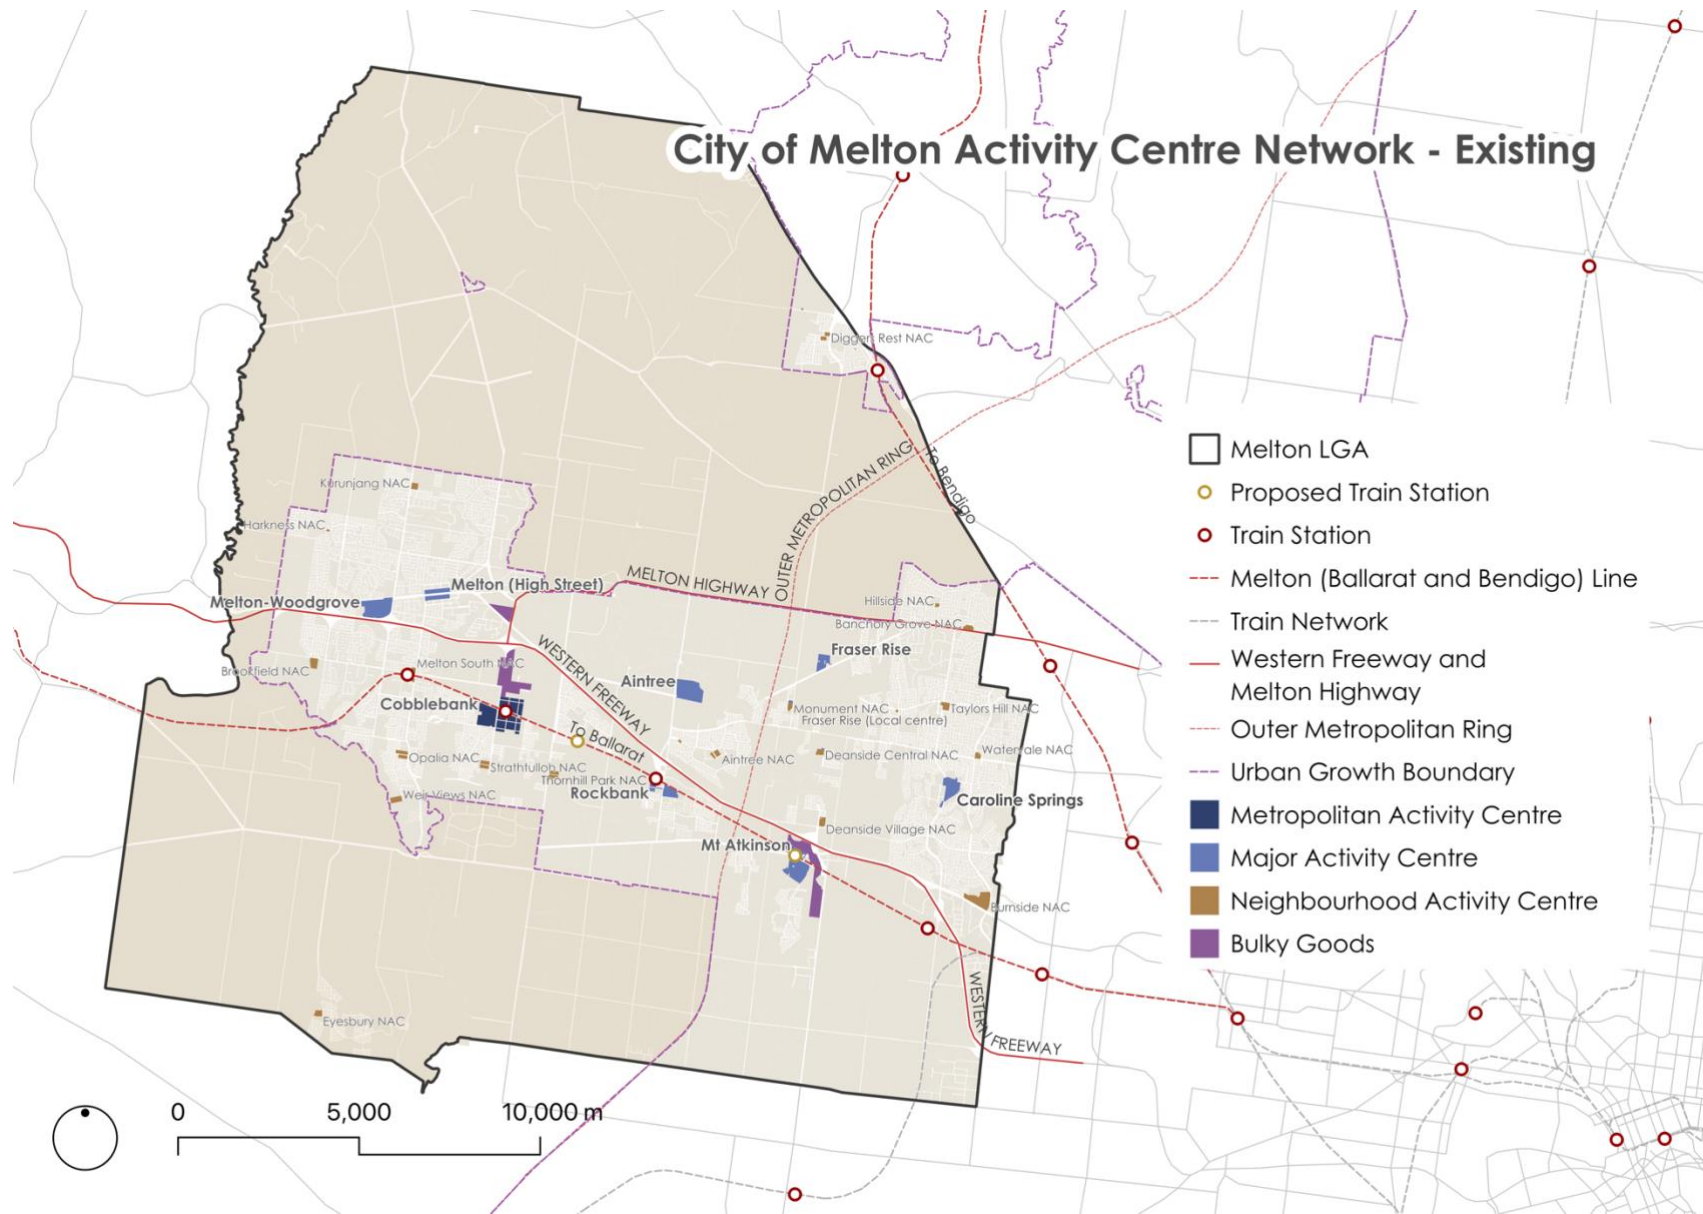 City of Melton Activity Centre Network - Existing
Diggers Rest NAC
To Bendigo
OUTER METROPOLITAN RING
Kurunjang NAC
Harkness NAC
Melton (High Street)
MELTON HIGHWAY
Melton-Woodgrove
Hillside NAC
Banchory Grove NAC
WESTERN FREEWAY
Fraser Rise
Brookfield NAC
Melton South NAC
Aintree
Cobblebank
Monument NAC
Taylors Hill NAC
Fraser Rise (Local centre)
To Ballarat
Opalia NAC
Strathtulloh NAC
Aintree NAC
Deanside Central NAC
Watervale NAC
Thornhill Park NAC
Rockbank
Weir Views NAC
Caroline Springs
Deanside Village NAC
Mt Atkinson
Burnside NAC
Eyesbury NAC
WESTERN FREEWAY
Melton LGA
Proposed Train Station
Train Station
Melton (Ballarat and Bendigo) Line
Train Network
Western Freeway and
Melton Highway
Outer Metropolitan Ring
Urban Growth Boundary
Metropolitan Activity Centre
Major Activity Centre
Neighbourhood Activity Centre
Bulky Goods
0 5,000 10,000 m